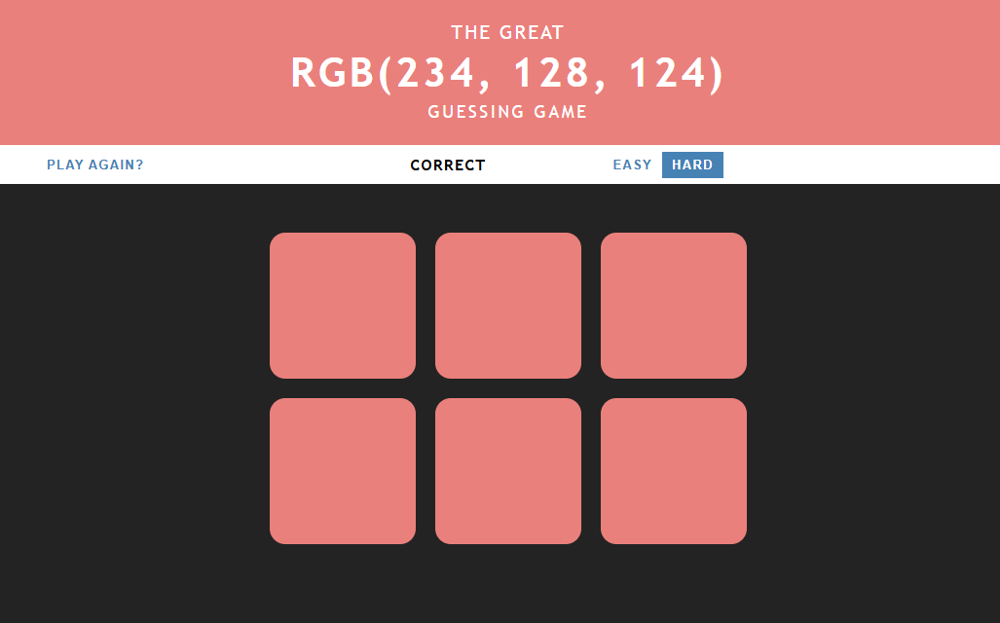 THE GREAT
RGB(234, 128, 124)
GUESSING GAME
PLAY AGAIN? CORRECT EASY HARD